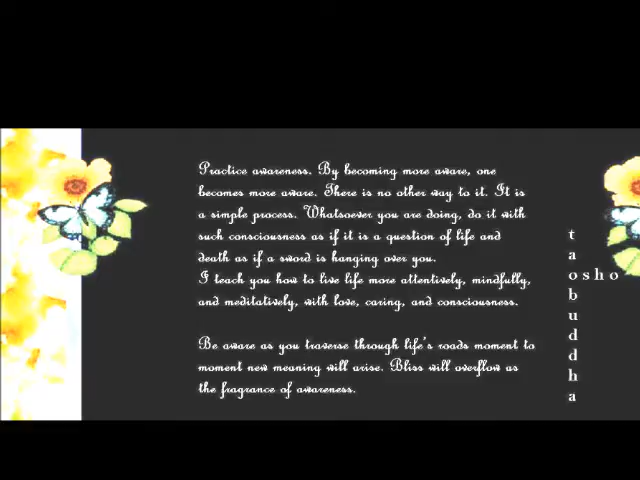 Practice awareness. By becoming more aware, one
becomes more aware. There is no other way to it. It is
a simple process. Whatsoever you are doing, do it with
such consciousness as if it is a question of life and
death as if a sword is hanging over you.
I teach you how to live life more attentively, mindfully,
and meditatively, with love, caring, and consciousness.
Be aware as you traverse through life's roads moment to
moment new meaning will arise. Bliss will overflow as
the fragrance of awareness.
taobuddha
osho